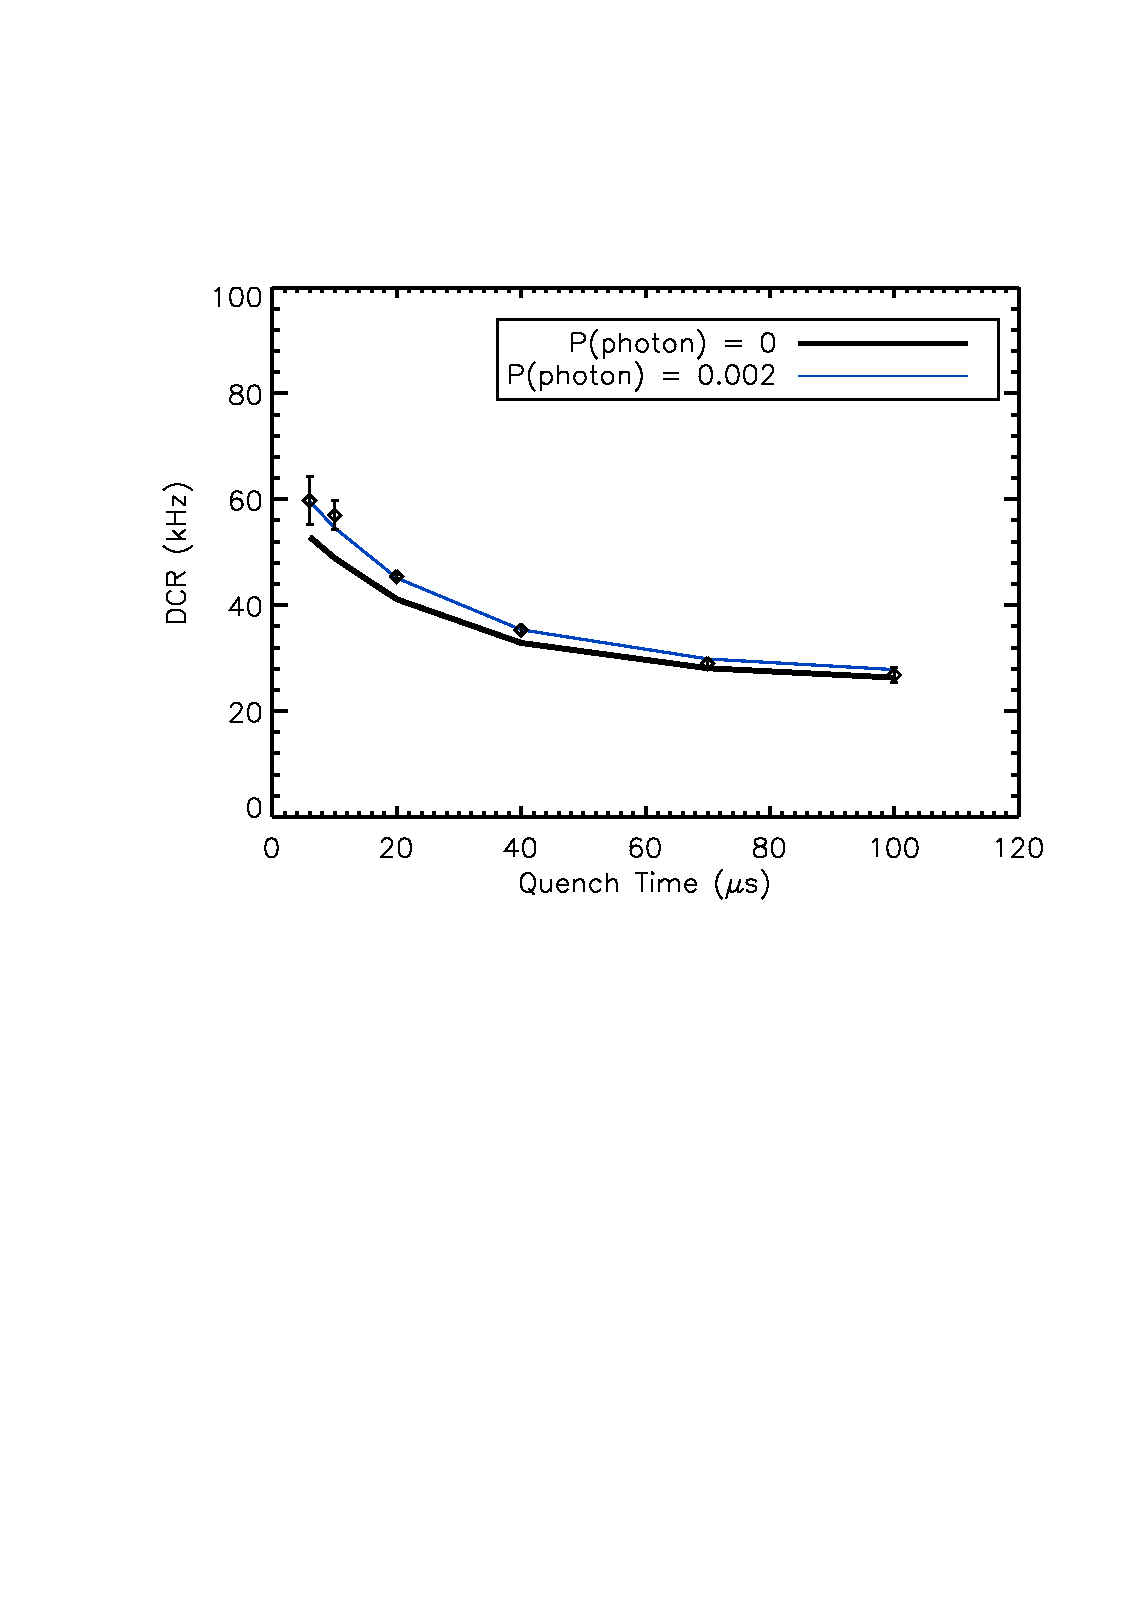 100
80
60
40
20
0
DCR (kHz)
P(photon) = 0
P(photon) = 0.002
0 20 40 60 80 100 120
Quench Time (μs)